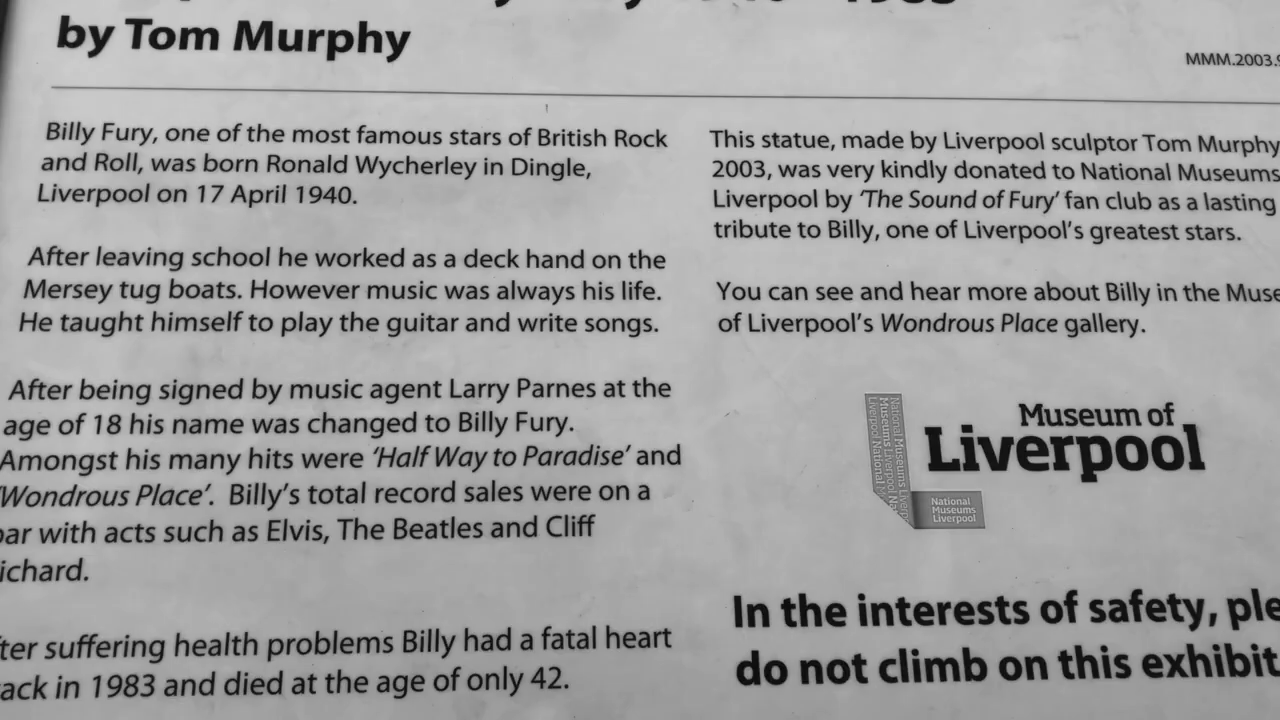 by Tom Murphy
MMM.2003.
Billy Fury, one of the most famous stars of British Rock
and Roll, was born Ronald Wycherley in Dingle,
Liverpool on 17 April 1940.
After leaving school he worked as a deck hand on the
Mersey tug boats. However music was always his life.
He taught himself to play the guitar and write songs.
After being signed by music agent Larry Parnes at the
age of 18 his name was changed to Billy Fury.
Amongst his many hits were 'Half Way to Paradise' and
'Wondrous Place'. Billy's total record sales were on a
par with acts such as Elvis, The Beatles and Cliff
ichard.
ter suffering health problems Billy had a fatal heart
ack in 1983 and died at the age of only 42.
This statue, made by Liverpool sculptor Tom Murphy
2003, was very kindly donated to National Museums
Liverpool by 'The Sound of Fury' fan club as a lasting
tribute to Billy, one of Liverpool's greatest stars.
You can see and hear more about Billy in the Muse
of Liverpool's Wondrous Place gallery.
Museum of
Liverpool
National
Museums
Liverpool
In the interests of safety, ple
do not climb on this exhibit